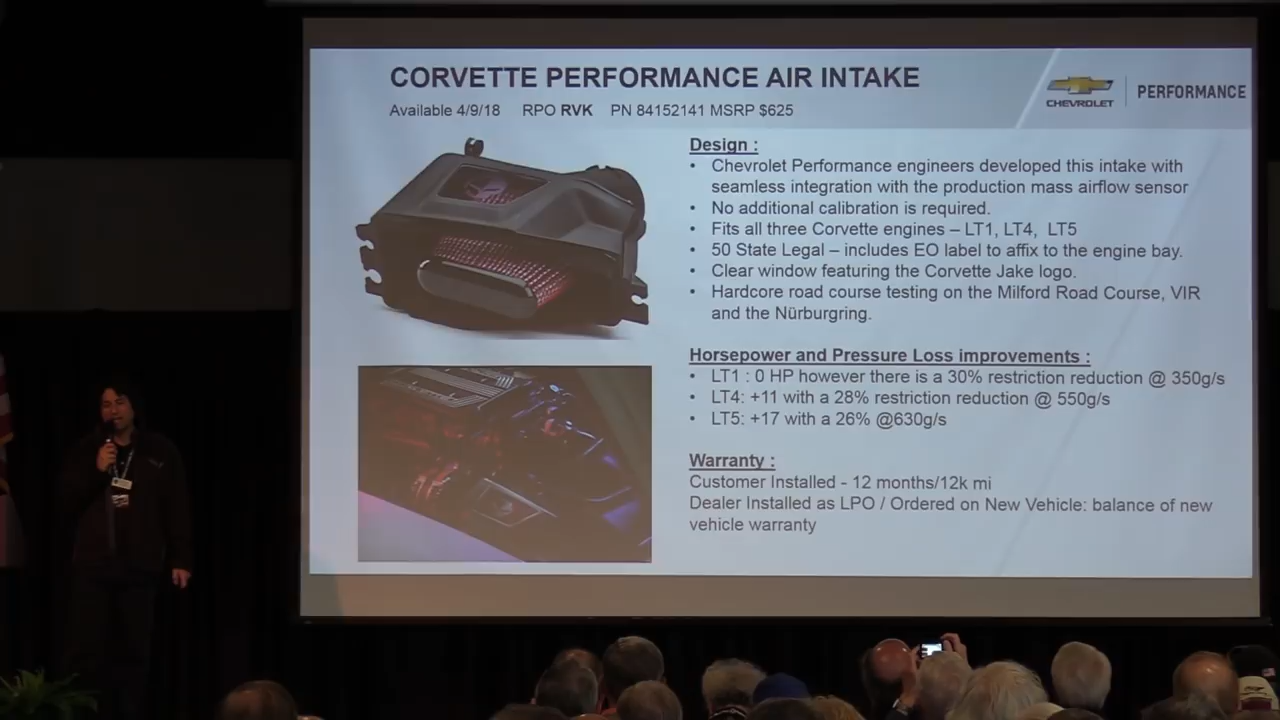 CORVETTE PERFORMANCE AIR INTAKE
Available 4/9/18 RPO RVK PN 84152141 MSRP $625
CHEVROLET
PERFORMANCE
Design :
• Chevrolet Performance engineers developed this intake with
seamless integration with the production mass airflow sensor
• No additional calibration is required.
• Fits all three Corvette engines – LT1, LT4, LT5
• 50 State Legal – includes EO label to affix to the engine bay.
• Clear window featuring the Corvette Jake logo.
• Hardcore road course testing on the Milford Road Course, VIR
and the Nürburgring.
Horsepower and Pressure Loss improvements :
• LT1 : 0 HP however there is a 30% restriction reduction @ 350g/s
• LT4: +11 with a 28% restriction reduction @ 550g/s
• LT5: +17 with a 26% @630g/s
Warranty :
Customer Installed - 12 months/12k mi
Dealer Installed as LPO / Ordered on New Vehicle: balance of new
vehicle warranty